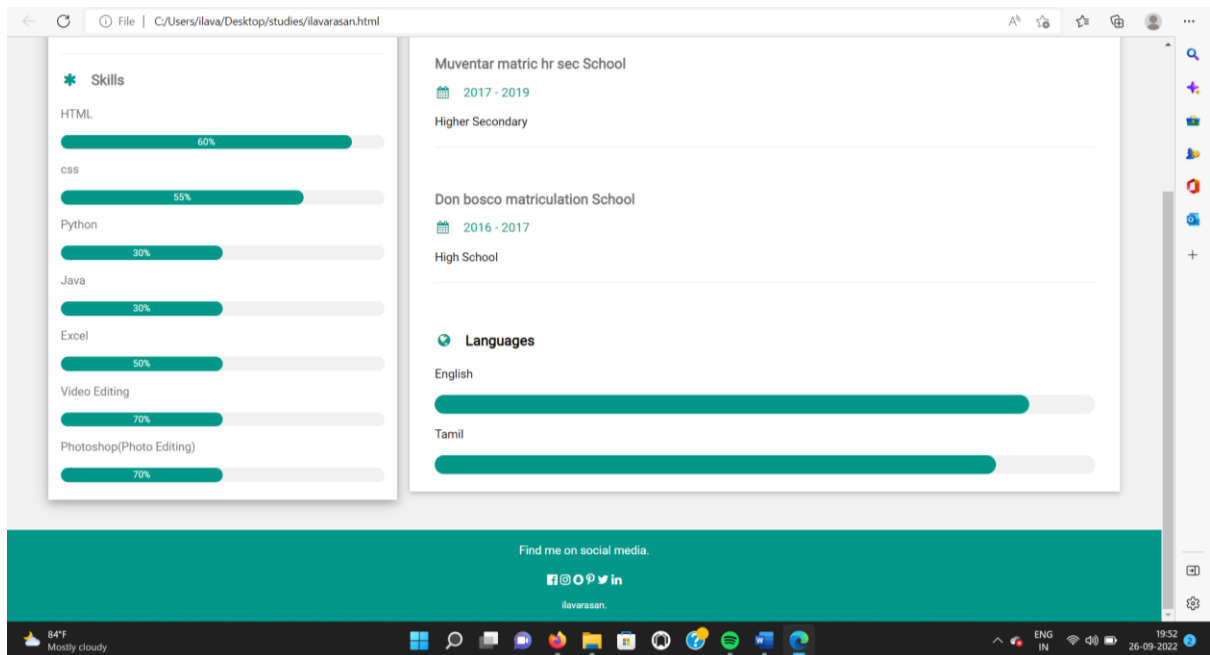 File | C:/Users/ilava/Desktop/studies/ilavarasan.html
Skills
HTML
60%
css
55%
Python
30%
Java
30%
Excel
50%
Video Editing
70%
Photoshop(Photo Editing)
70%
Muventar matric hr sec School
2017 - 2019
Higher Secondary
Don bosco matriculation School
2016 - 2017
High School
Languages
English
Tamil
Find me on social media.
ilavarasan.
84°F
Mostly cloudy
ENG
IN
19:52
26-09-2022
2